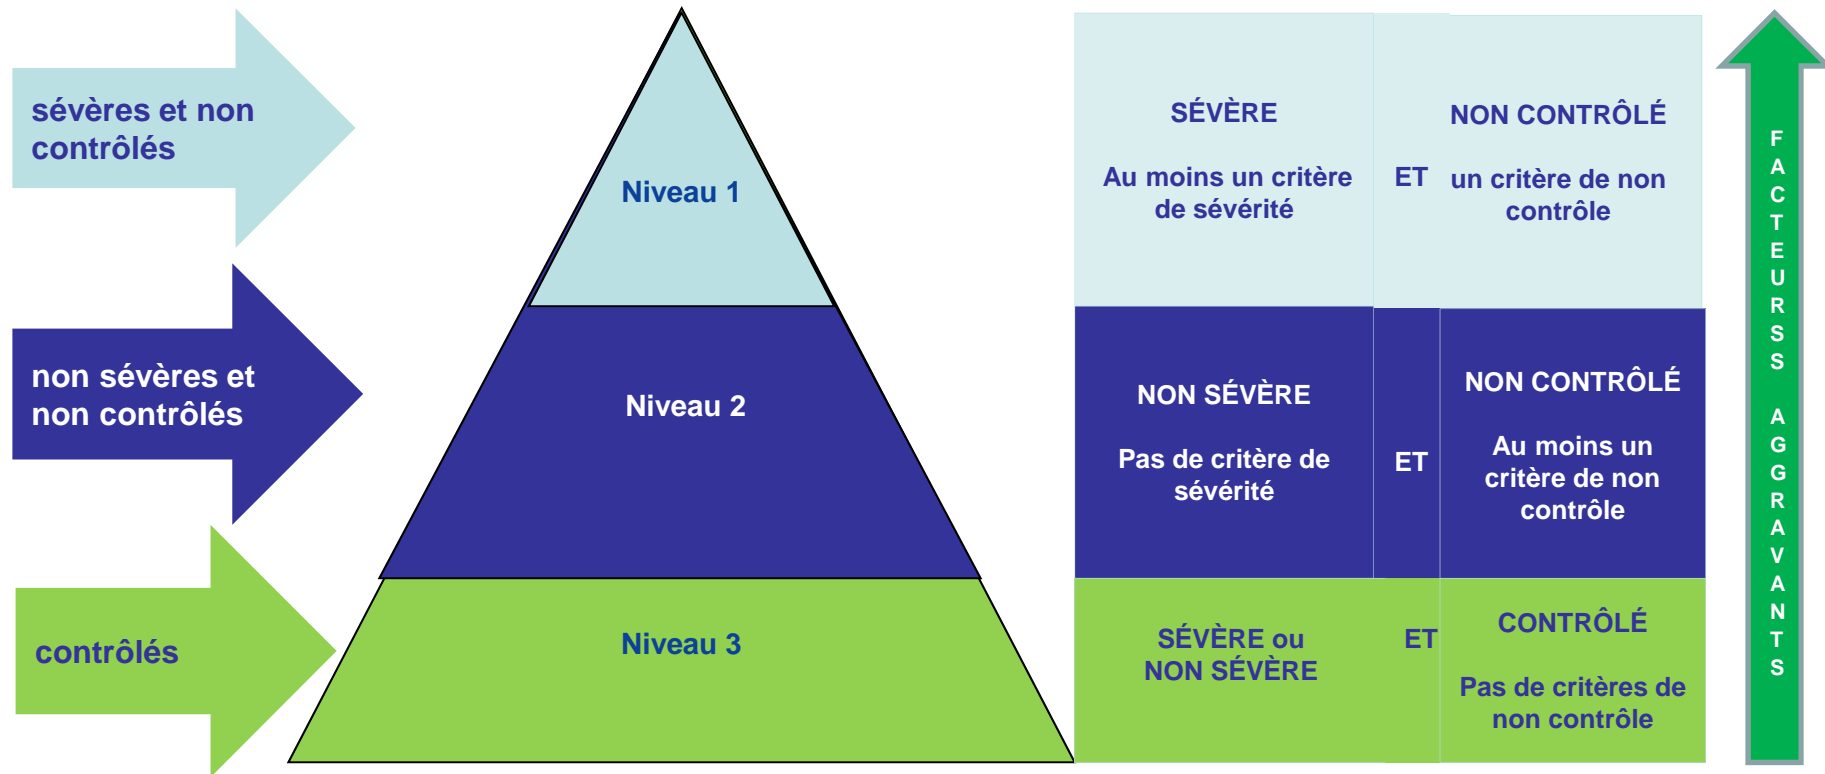 sévères et non
contrôlés
Niveau 1
SÉVÈRE
Au moins un critère
de sévérité
ET
NON CONTRÔLÉ
un critère de non
contrôle
non sévères et
non contrôlés
Niveau 2
NON SÉVÈRE
Pas de critère de
sévérité
ET
NON CONTRÔLÉ
Au moins un
critère de non
contrôle
contrôlés
Niveau 3
SÉVÈRE ou
NON SÉVÈRE
ET
CONTRÔLÉ
Pas de critères de
non contrôle
FACTEURSS AGGRAVANTS